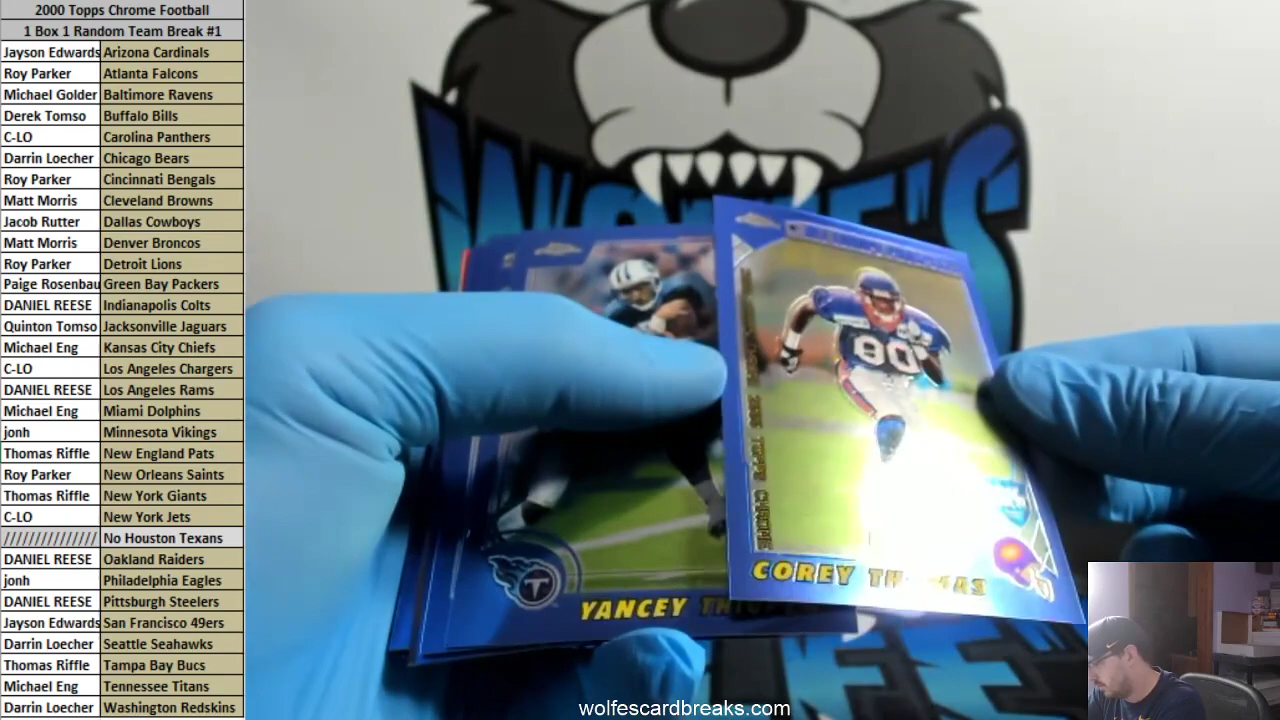 2000 Topps Chrome Football
1 Box 1 Random Team Break #1
Jayson Edwards Arizona Cardinals
Roy Parker Atlanta Falcons
Michael Golder Baltimore Ravens
Derek Tomso Buffalo Bills
C-LO Carolina Panthers
Darrin Loecher Chicago Bears
Roy Parker Cincinnati Bengals
Matt Morris Cleveland Browns
Jacob Rutter Dallas Cowboys
Matt Morris Denver Broncos
Roy Parker Detroit Lions
Paige Rosenbau Green Bay Packers
DANIEL REESE Indianapolis Colts
Quinton Tomso Jacksonville Jaguars
Michael Eng Kansas City Chiefs
C-LO Los Angeles Chargers
DANIEL REESE Los Angeles Rams
Michael Eng Miami Dolphins
jonh Minnesota Vikings
Thomas Riffle New England Pats
Roy Parker New Orleans Saints
Thomas Riffle New York Giants
C-LO New York Jets
//////////////// No Houston Texans
DANIEL REESE Oakland Raiders
jonh Philadelphia Eagles
DANIEL REESE Pittsburgh Steelers
Jayson Edwards San Francisco 49ers
Darrin Loecher Seattle Seahawks
Thomas Riffle Tampa Bay Bucs
Michael Eng Tennessee Titans
Darrin Loecher Washington Redskins
WOLFE'S
80
COREY THOMAS
T
YANCEY
wolfescardbreaks.com